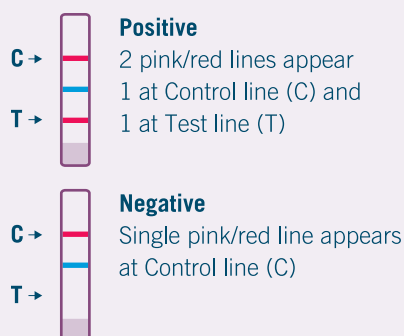 Positive
C → 2 pink/red lines appear
1 at Control line (C) and
T → 1 at Test line (T)
Negative
C → Single pink/red line appears
at Control line (C)
T →